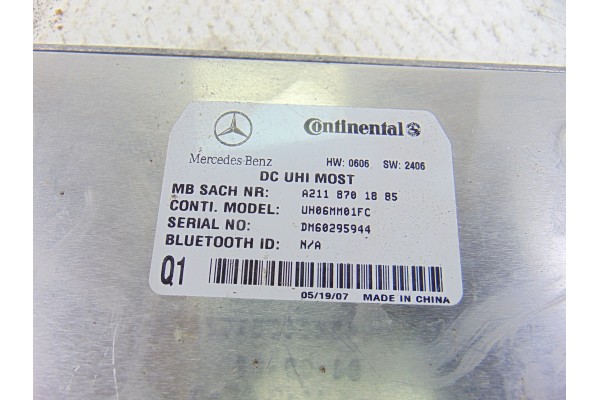 Mercedes-Benz
Continental
HW: 0606 SW: 2406
DC UHI MOST
MB SACH NR: A211 870 18 85
CONTI. MODEL: UH06MM01FC
SERIAL NO: DM60295944
BLUETOOTH ID: N/A
Q1
05/19/07 MADE IN CHINA